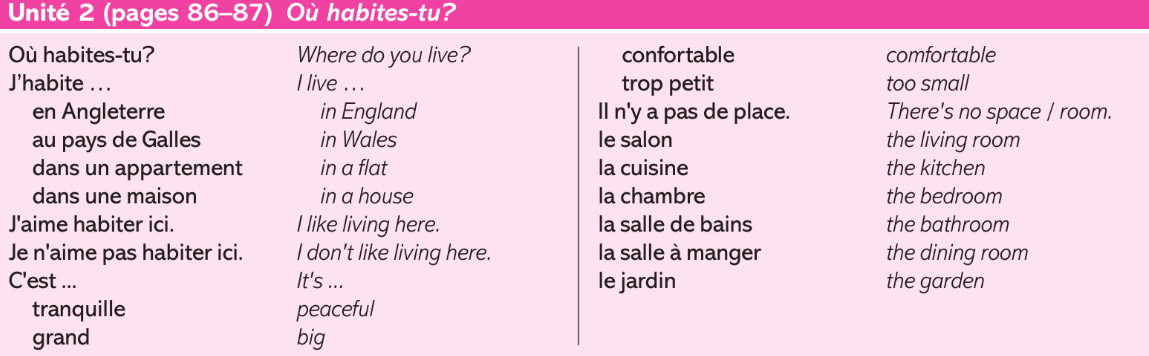 Unité 2 (pages 86–87) Où habites-tu?
Où habites-tu? Where do you live?
J'habite … I live …
en Angleterre in England
au pays de Galles in Wales
dans un appartement in a flat
dans une maison in a house
J'aime habiter ici. I like living here.
Je n'aime pas habiter ici. I don't like living here.
C'est ... It's ...
tranquille peaceful
grand big
confortable comfortable
trop petit too small
Il n'y a pas de place. There's no space / room.
le salon the living room
la cuisine the kitchen
la chambre the bedroom
la salle de bains the bathroom
la salle à manger the dining room
le jardin the garden